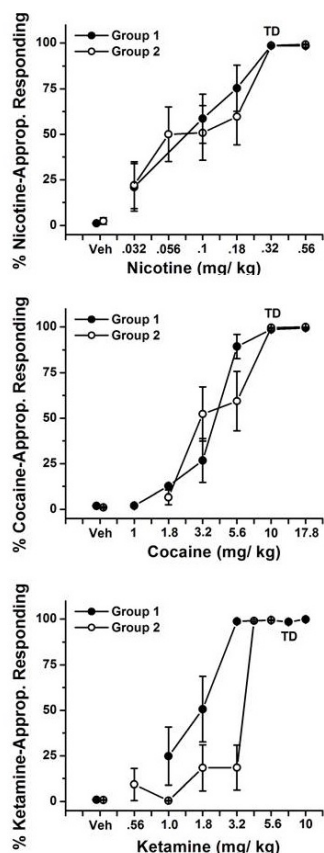 % Nicotine-Approp. Responding
100
75
50
25
0
Group 1
Group 2
TD
Veh .032 .056 .1 .18 .32 .56
Nicotine (mg/ kg)
% Cocaine-Approp. Responding
100
75
50
25
0
Group 1
Group 2
TD
Veh 1 1.8 3.2 5.6 10 17.8
Cocaine (mg/ kg)
% Ketamine-Approp. Responding
100
75
50
25
0
Group 1
Group 2
TD
Veh .56 1.0 1.8 3.2 5.6 10
Ketamine (mg/ kg)